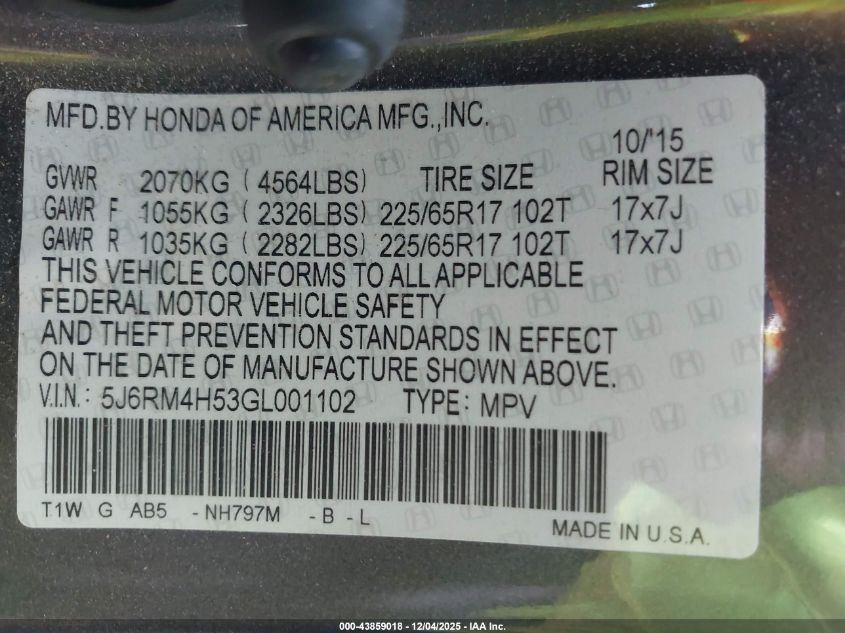 MFD.BY HONDA OF AMERICA MFG.,INC.
10/'15
GVWR 2070KG ( 4564LBS) TIRE SIZE RIM SIZE
GAWR F 1055KG ( 2326LBS) 225/65R17 102T 17x7J
GAWR R 1035KG ( 2282LBS) 225/65R17 102T 17x7J
THIS VEHICLE CONFORMS TO ALL APPLICABLE
FEDERAL MOTOR VEHICLE SAFETY
AND THEFT PREVENTION STANDARDS IN EFFECT
ON THE DATE OF MANUFACTURE SHOWN ABOVE.
V.I.N.: 5J6RM4H53GL001102 TYPE: MPV
T1W G AB5 -NH797M -B -L
MADE IN U.S.A.
000-43859018 - 12/04/2025 - IAA Inc.